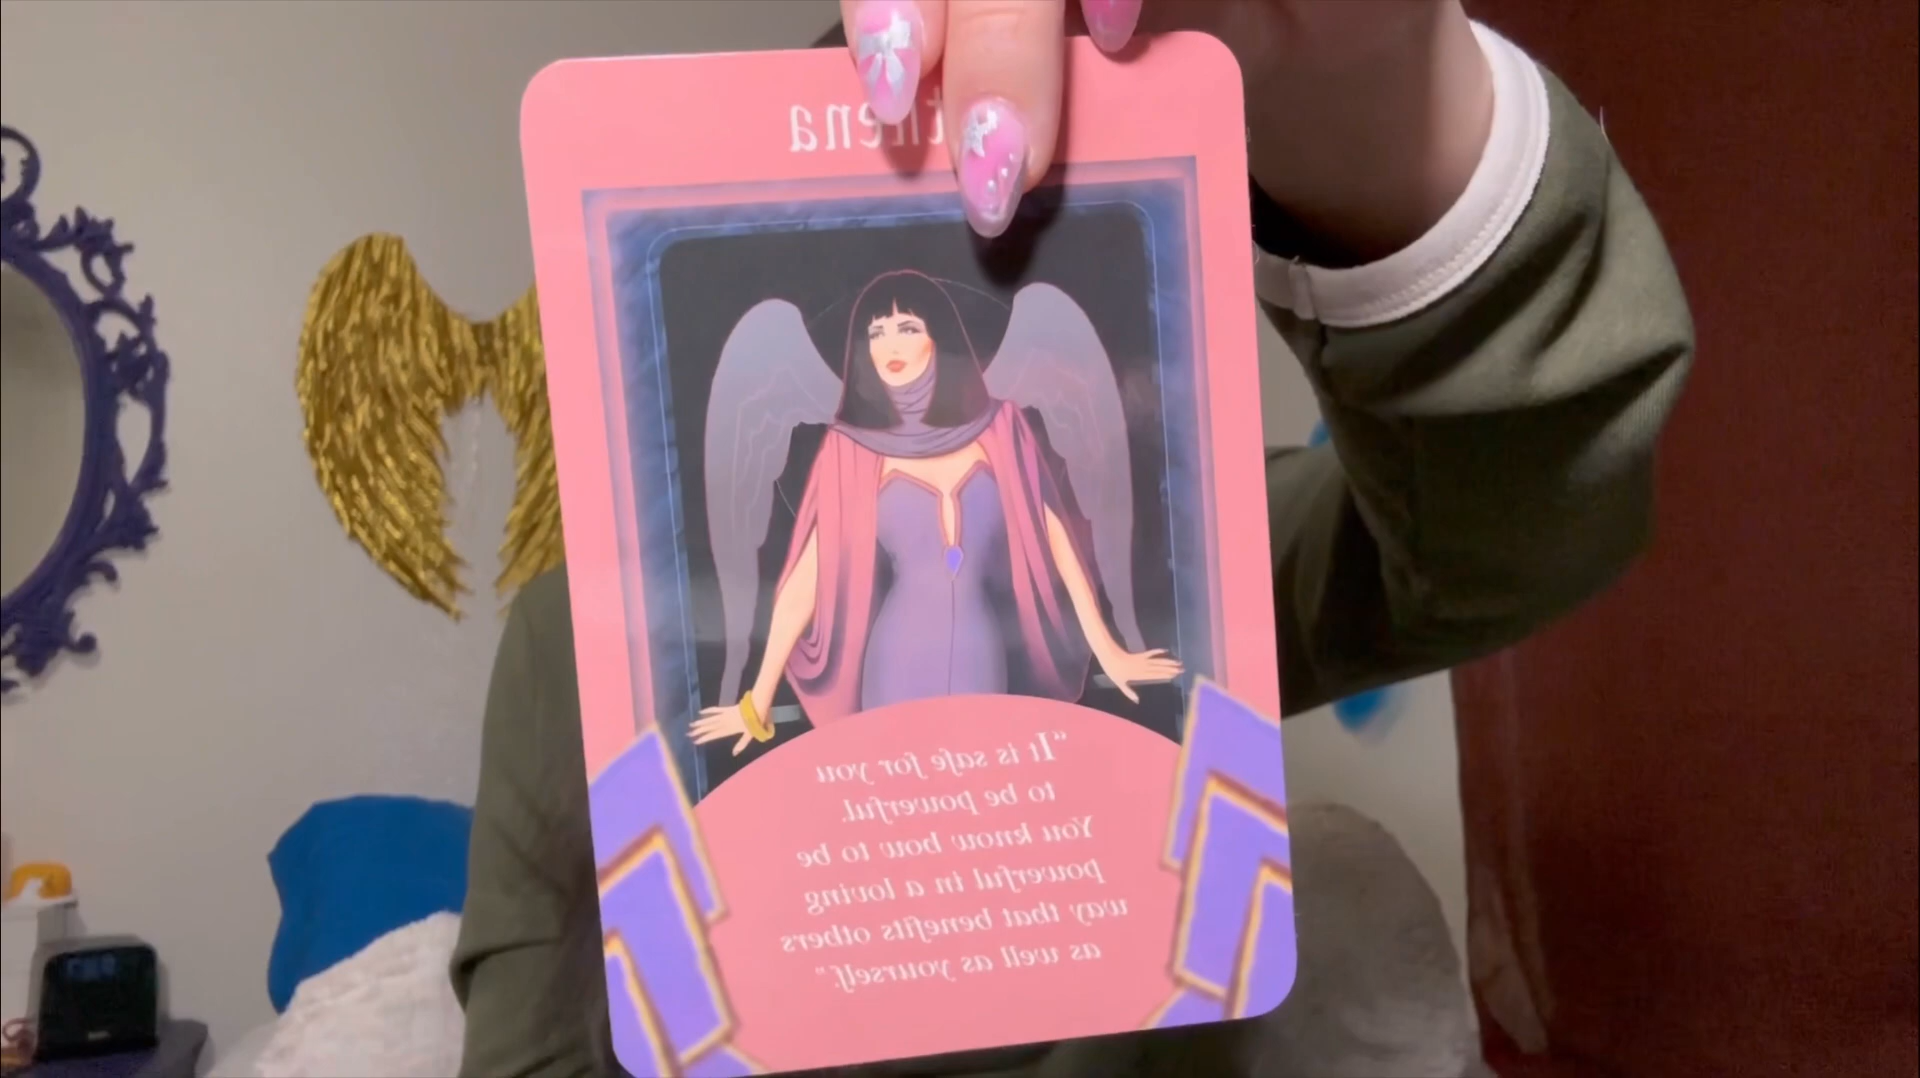 Athena
"It is safe for you
to be powerful.
You know how to be
powerful in a loving
way that benefits others
as well as yourself."